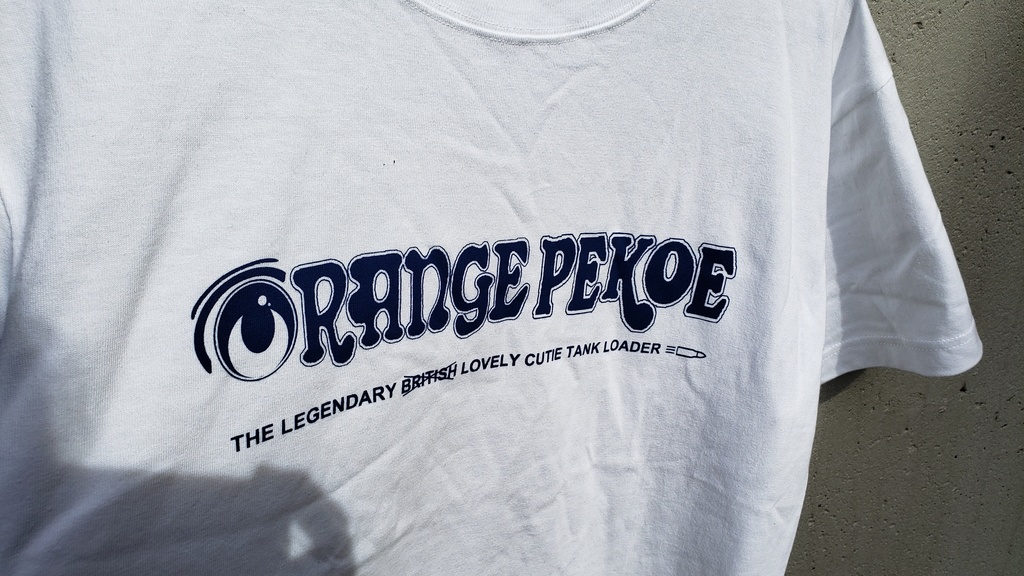 ORANGE PEKOE
THE LEGENDARY BRITISH LOVELY CUTIE TANK LOADER